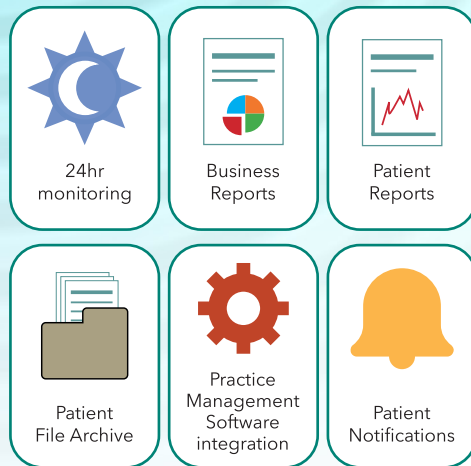 24hr
monitoring
Business
Reports
Patient
Reports
Patient
File Archive
Practice
Management
Software
integration
Patient
Notifications